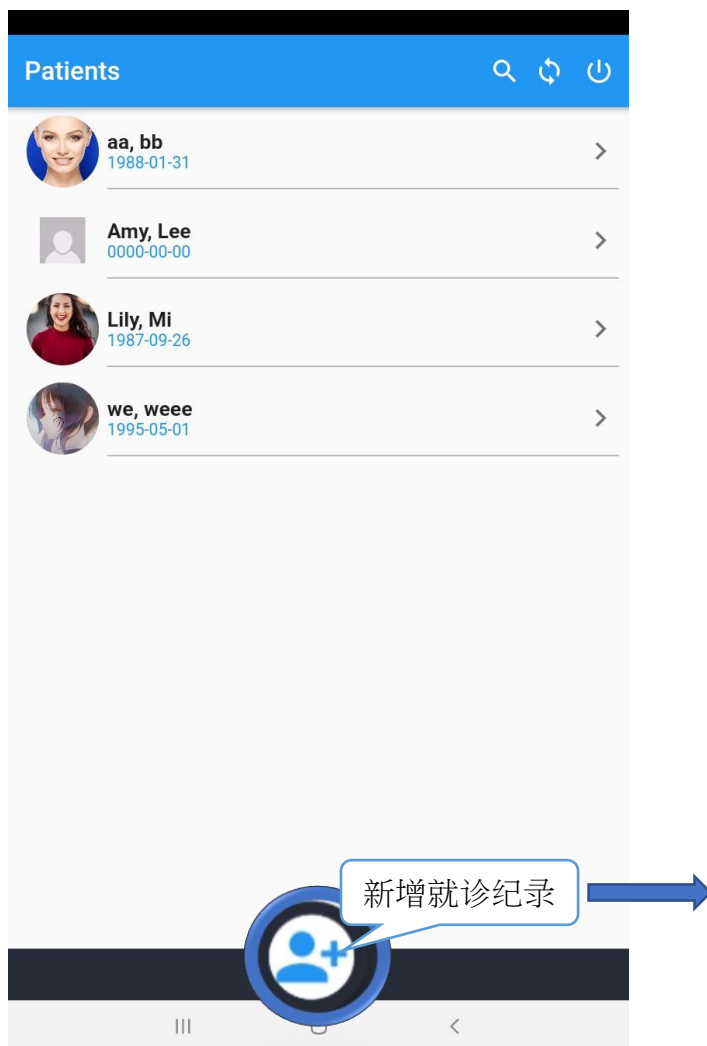 Patients
aa, bb
1988-01-31
Amy, Lee
0000-00-00
Lily, Mi
1987-09-26
we, weee
1995-05-01
新增就诊纪录